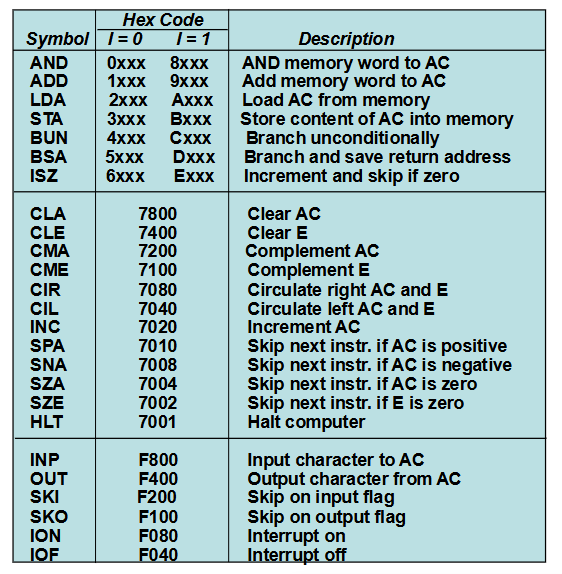 Hex Code
Symbol I = 0 I = 1 Description
AND 0xxx 8xxx AND memory word to AC
ADD 1xxx 9xxx Add memory word to AC
LDA 2xxx Axxx Load AC from memory
STA 3xxx Bxxx Store content of AC into memory
BUN 4xxx Cxxx Branch unconditionally
BSA 5xxx Dxxx Branch and save return address
ISZ 6xxx Exxx Increment and skip if zero
CLA 7800 Clear AC
CLE 7400 Clear E
CMA 7200 Complement AC
CME 7100 Complement E
CIR 7080 Circulate right AC and E
CIL 7040 Circulate left AC and E
INC 7020 Increment AC
SPA 7010 Skip next instr. if AC is positive
SNA 7008 Skip next instr. if AC is negative
SZA 7004 Skip next instr. if AC is zero
SZE 7002 Skip next instr. if E is zero
HLT 7001 Halt computer
INP F800 Input character to AC
OUT F400 Output character from AC
SKI F200 Skip on input flag
SKO F100 Skip on output flag
ION F080 Interrupt on
IOF F040 Interrupt off